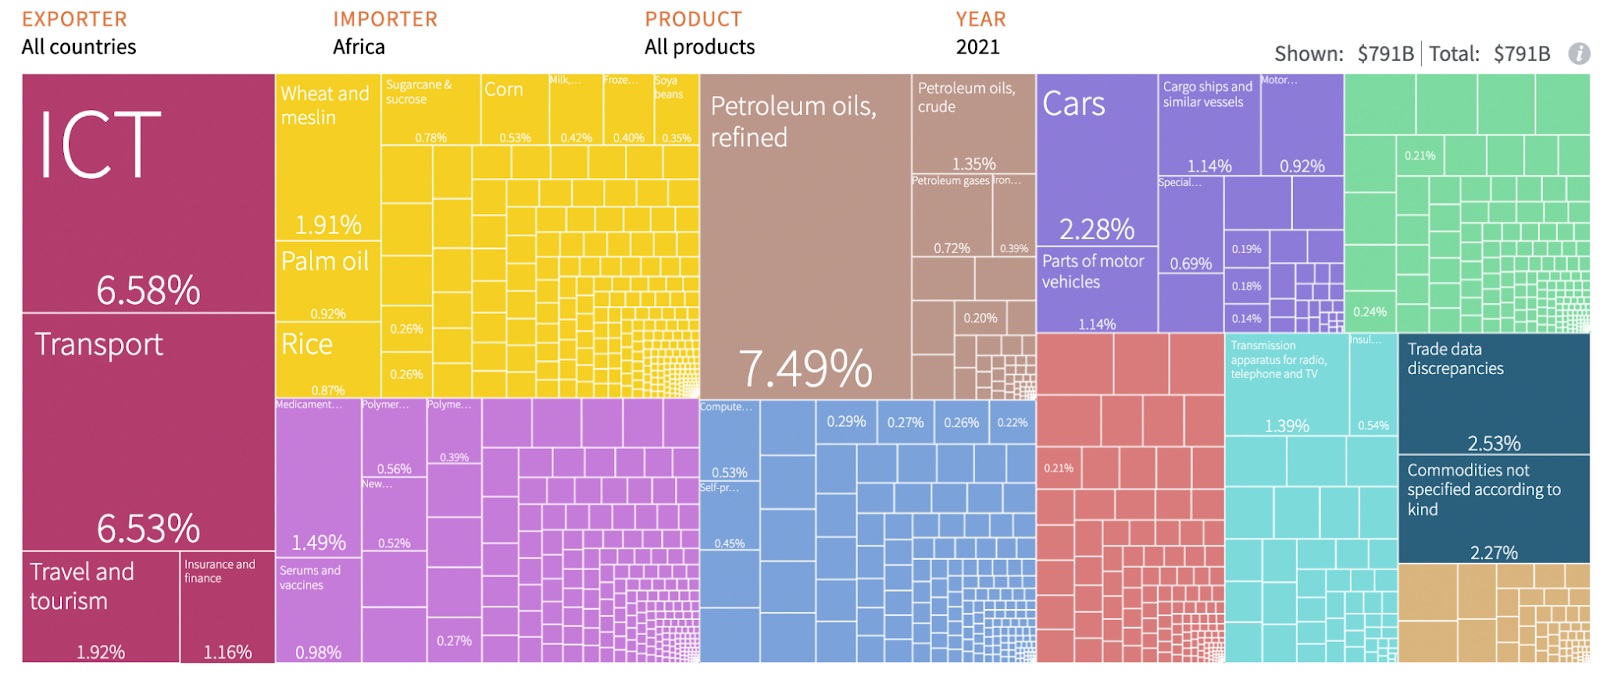 EXPORTER
All countries
IMPORTER
Africa
PRODUCT
All products
YEAR
2021
Shown: $791B | Total: $791B i
ICT
6.58%
Transport
6.53%
Travel and
tourism
1.92%
Insurance and
finance
1.16%
Wheat and
meslin
1.91%
Palm oil
0.92%
Rice
0.87%
Sugarcane &
sucrose
0.78%
Corn
0.53%
Milk,...
0.42%
Froze...
0.40%
Soya
beans
0.35%
0.26%
0.26%
Medicament...
1.49%
Serums and
vaccines
0.98%
Polymer...
0.56%
New...
0.52%
Polyme...
0.39%
0.27%
Petroleum oils,
refined
7.49%
Petroleum oils,
crude
1.35%
Petroleum gases
0.72%
Iron...
0.39%
0.20%
Compute...
0.53%
Self-pr...
0.45%
0.29%
0.27%
0.26%
0.22%
Cars
2.28%
Parts of motor
vehicles
1.14%
Cargo ships and
similar vessels
1.14%
Motor...
0.92%
Special...
0.69%
0.19%
0.18%
0.14%
0.21%
0.24%
0.21%
Transmission
apparatus for radio,
telephone and TV
1.39%
Insul...
0.54%
Trade data
discrepancies
2.53%
Commodities not
specified according to
kind
2.27%